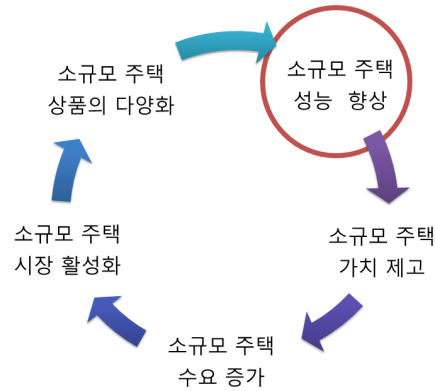 소규모 주택
성능 향상
소규모 주택
가치 제고
소규모 주택
수요 증가
소규모 주택
시장 활성화
소규모 주택
상품의 다양화